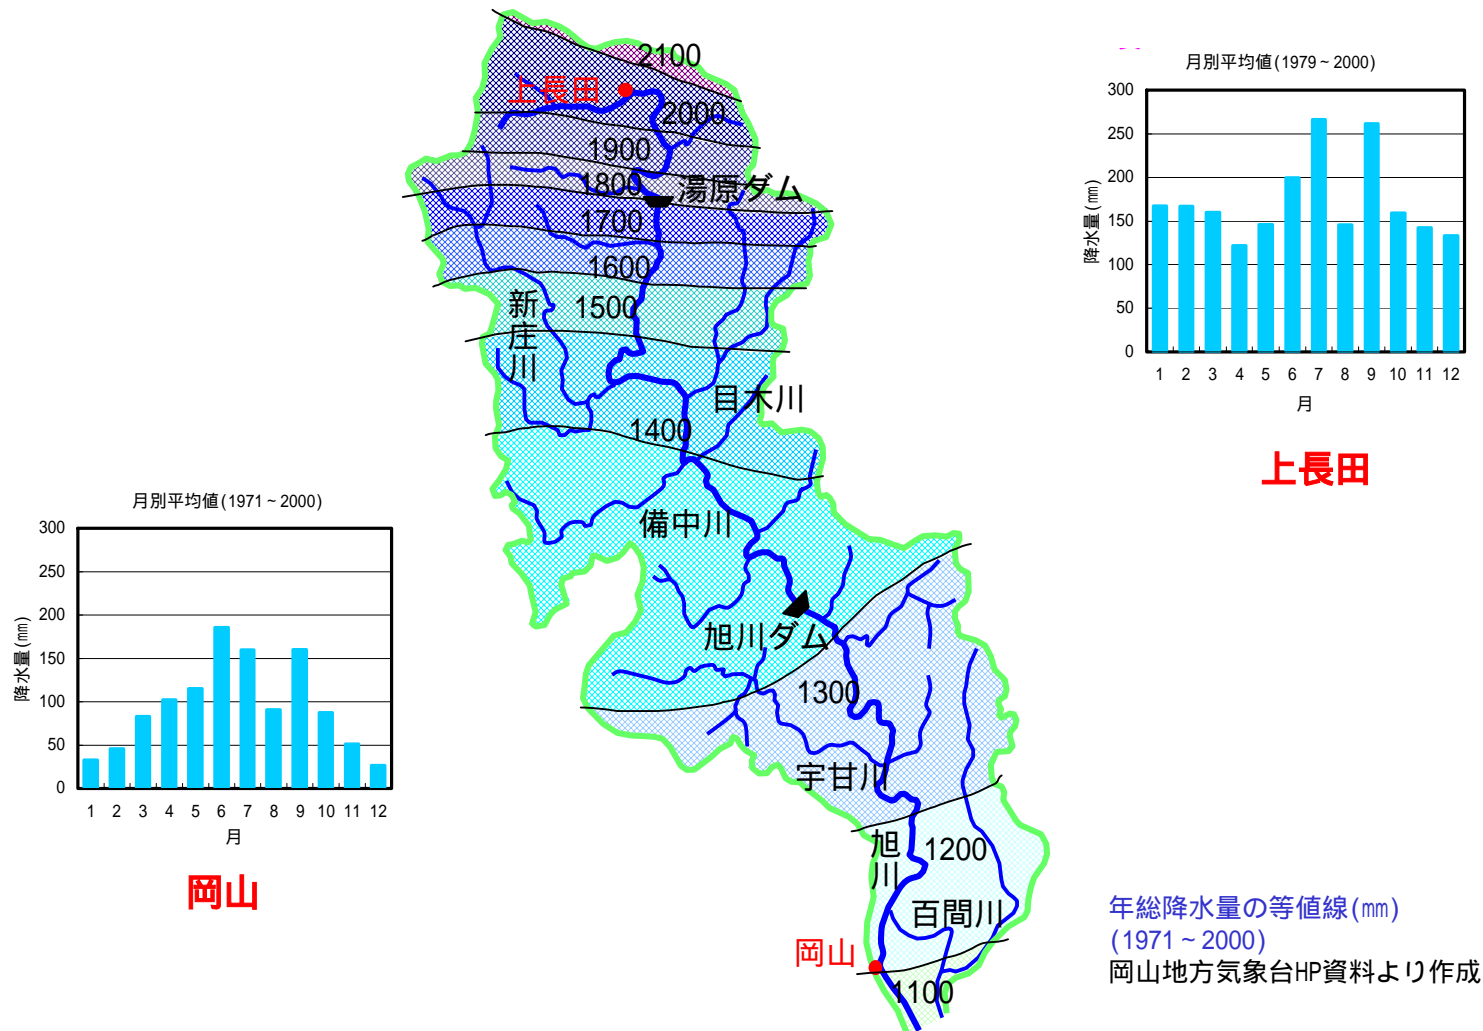 2100
上長田
2000
1900
1800
湯原ダム
1700
1600
1500
新庄川
目木川
1400
備中川
旭川ダム
1300
宇甘川
旭川
1200
百間川
岡山
1100
月別平均値(1979~2000)
降水量(㎜)
300
250
200
150
100
50
0
1 2 3 4 5 6 7 8 9 10 11 12
月
上長田
月別平均値(1971~2000)
降水量(㎜)
300
250
200
150
100
50
0
1 2 3 4 5 6 7 8 9 10 11 12
月
岡山
年総降水量の等値線(㎜)
(1971~2000)
岡山地方気象台HP資料より作成